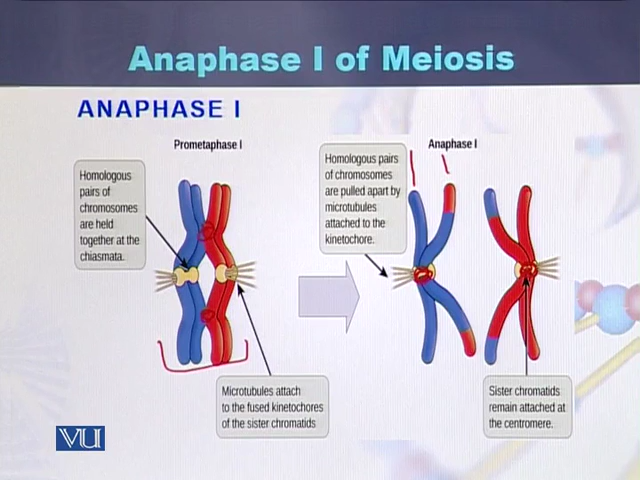 Anaphase I of Meiosis
ANAPHASE I
Prometaphase I
Anaphase I
Homologous
pairs of
chromosomes
are held
together at the
chiasmata.
Homologous pairs
of chromosomes
are pulled apart by
microtubules
attached to the
kinetochore.
Microtubules attach
to the fused kinetochores
of the sister chromatids
Sister chromatids
remain attached at
the centromere.
VU